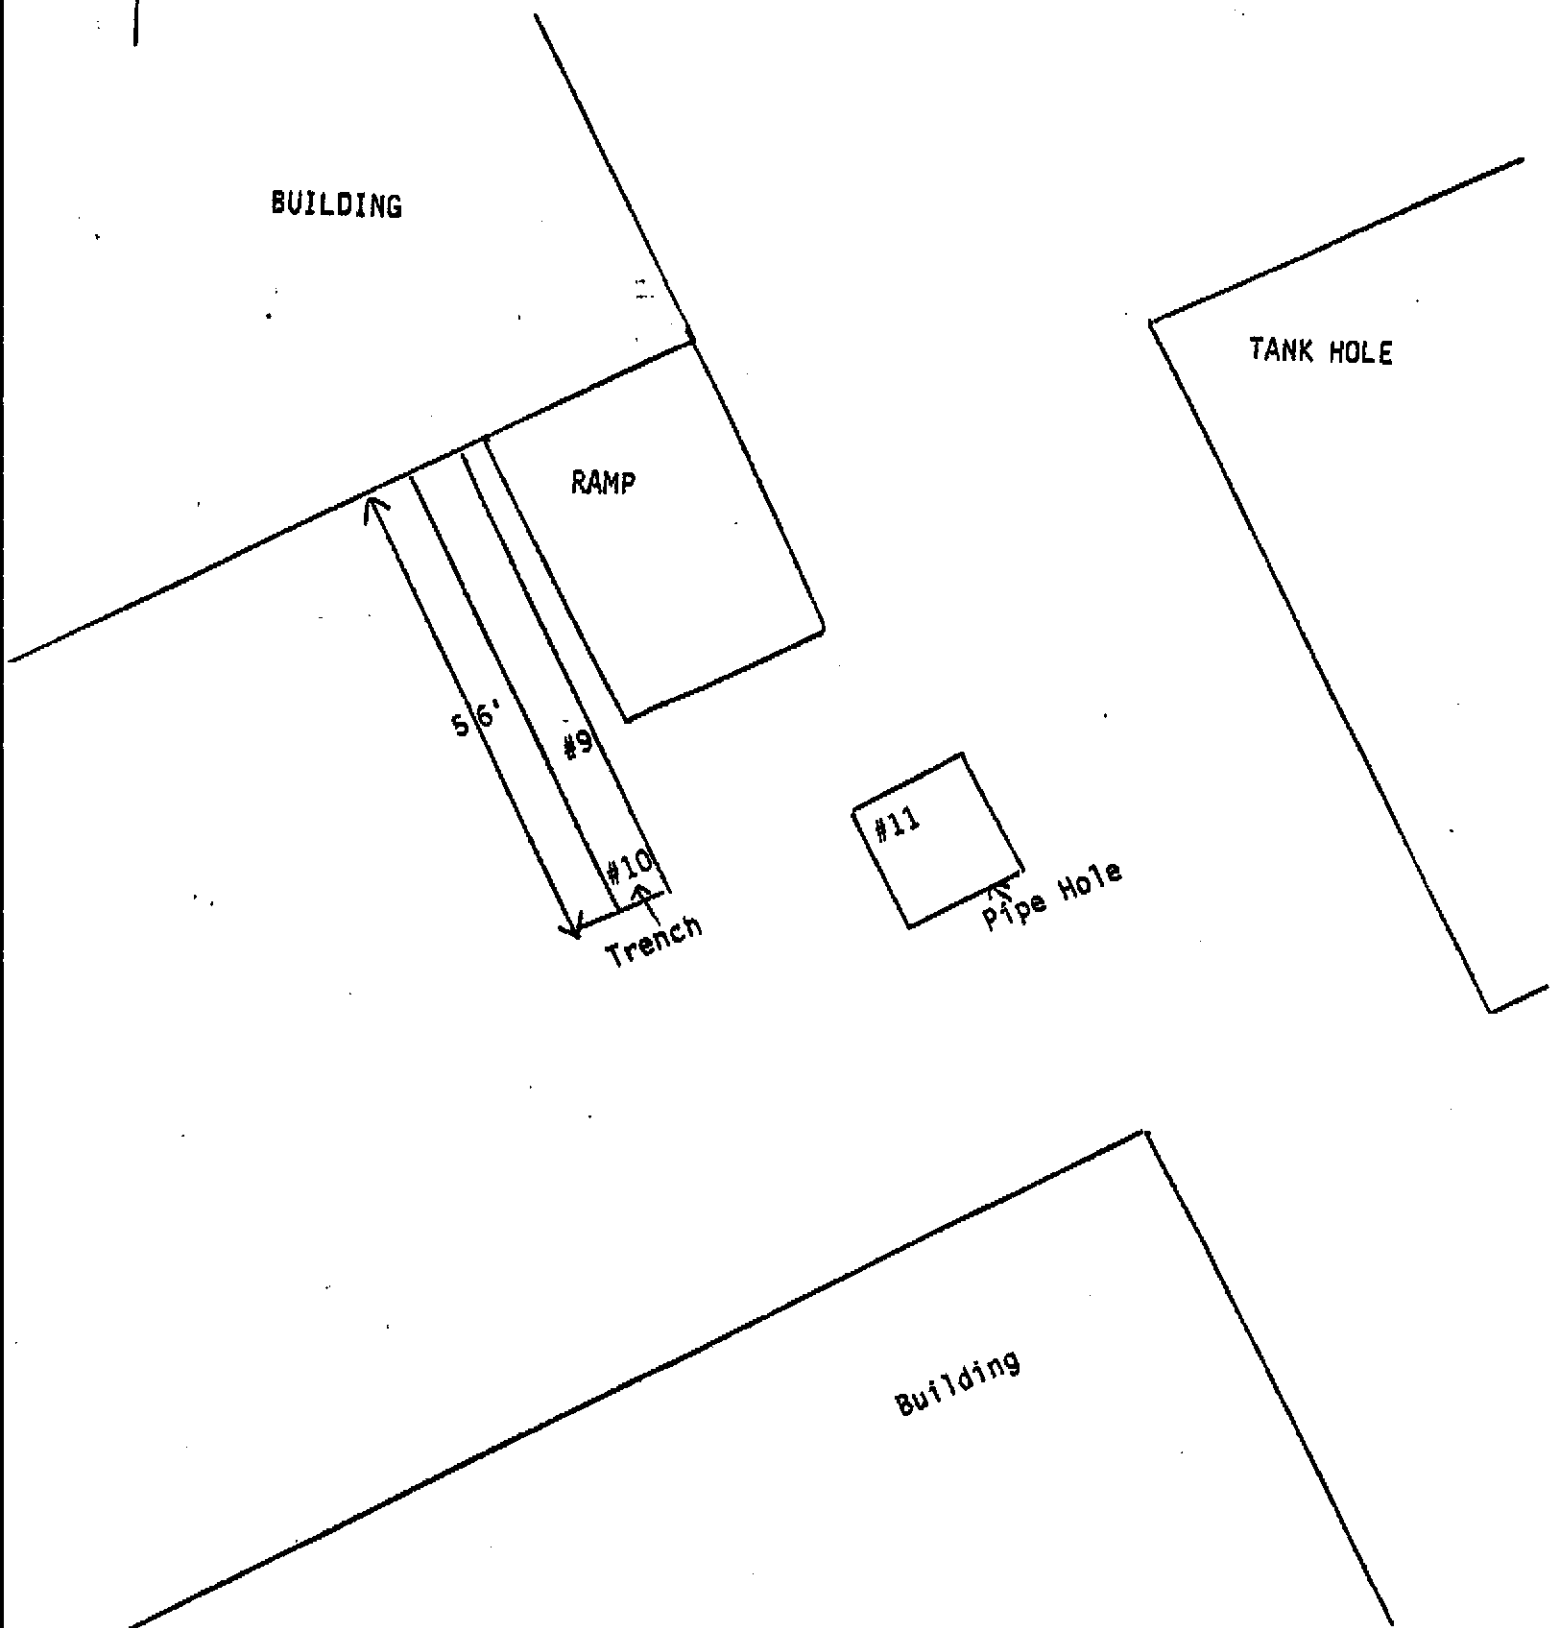 BUILDING
TANK HOLE
RAMP
56'
#9
#11
#10
Pipe Hole
Trench
Building